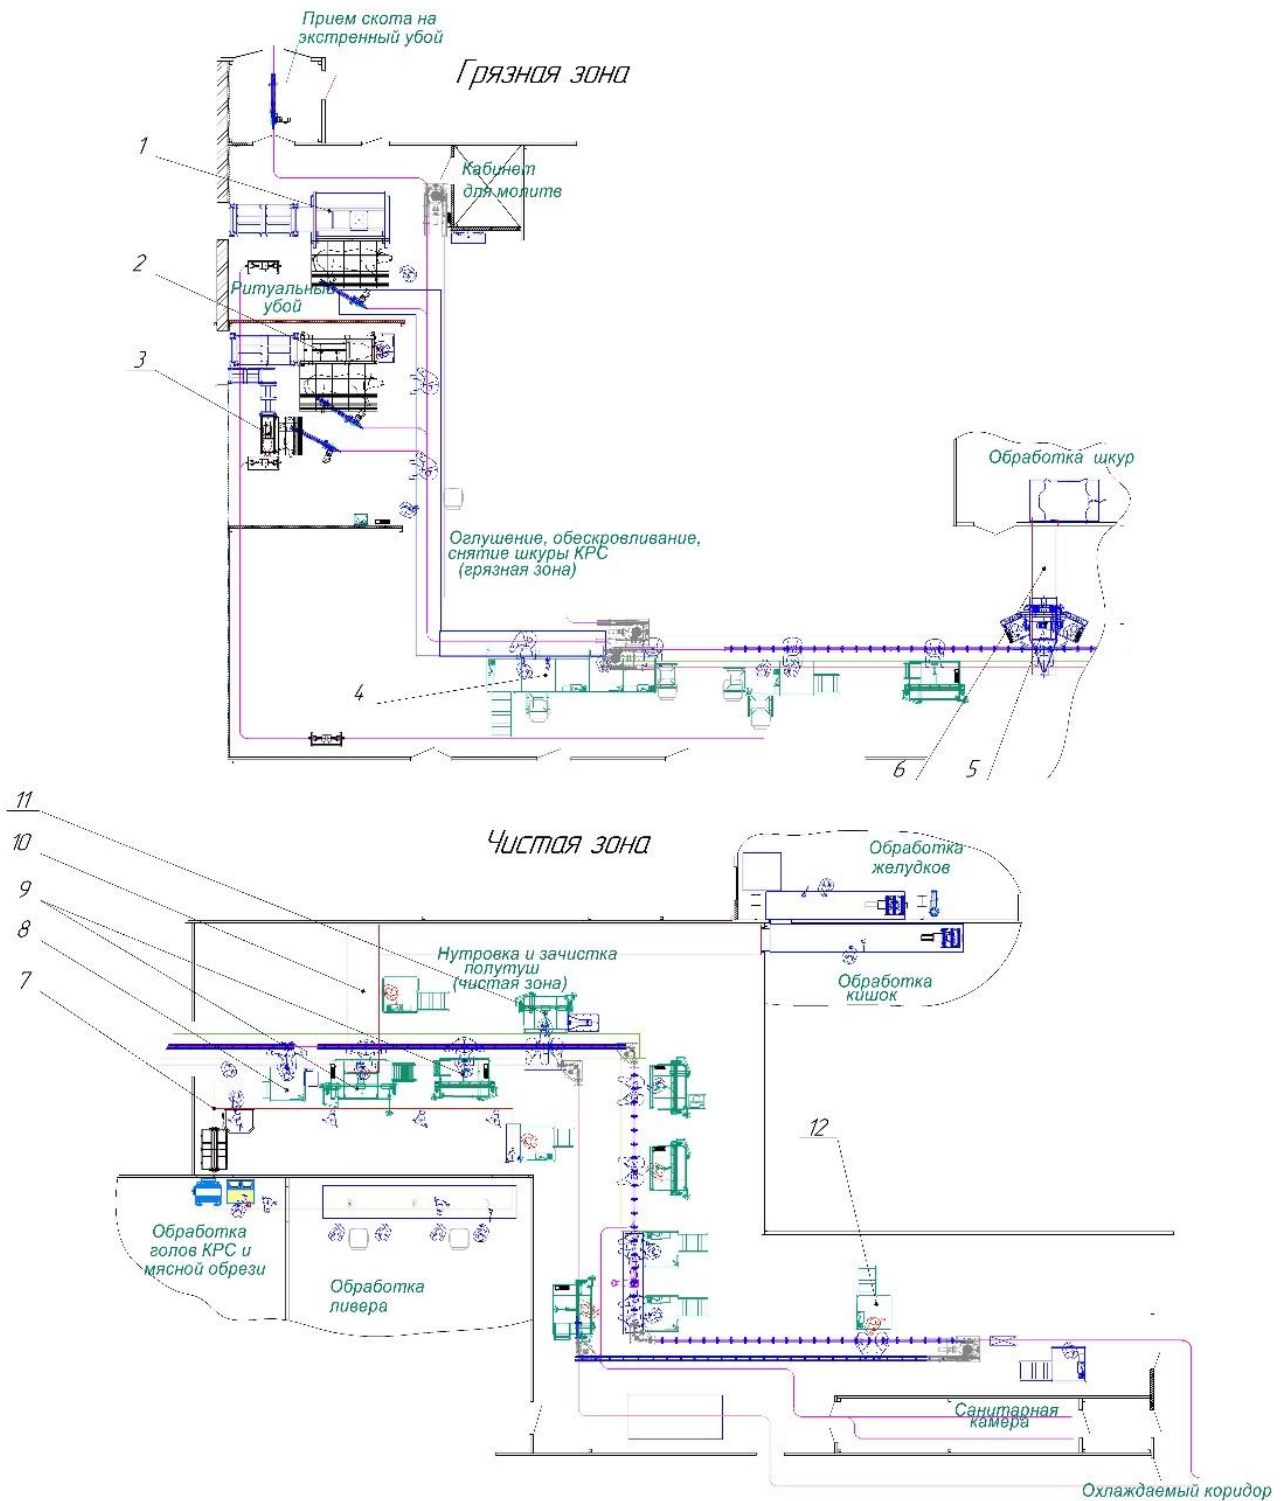 Прием скота на
экстренный убой
Грязная зона
1
Кабинет
для молитв
2
Ритуальный
убой
3
Обработка шкур
Оглушение, обескровливание,
снятие шкуры КРС
(грязная зона)
4
6
5
11
10
Чистая зона
Обработка
желудков
9
8
Нутровка и зачистка
полутуш
(чистая зона)
7
Обработка
кишок
12
Обработка
голов КРС и
мясной обрези
Обработка
ливера
Санитарная
камера
Охлаждаемый коридор